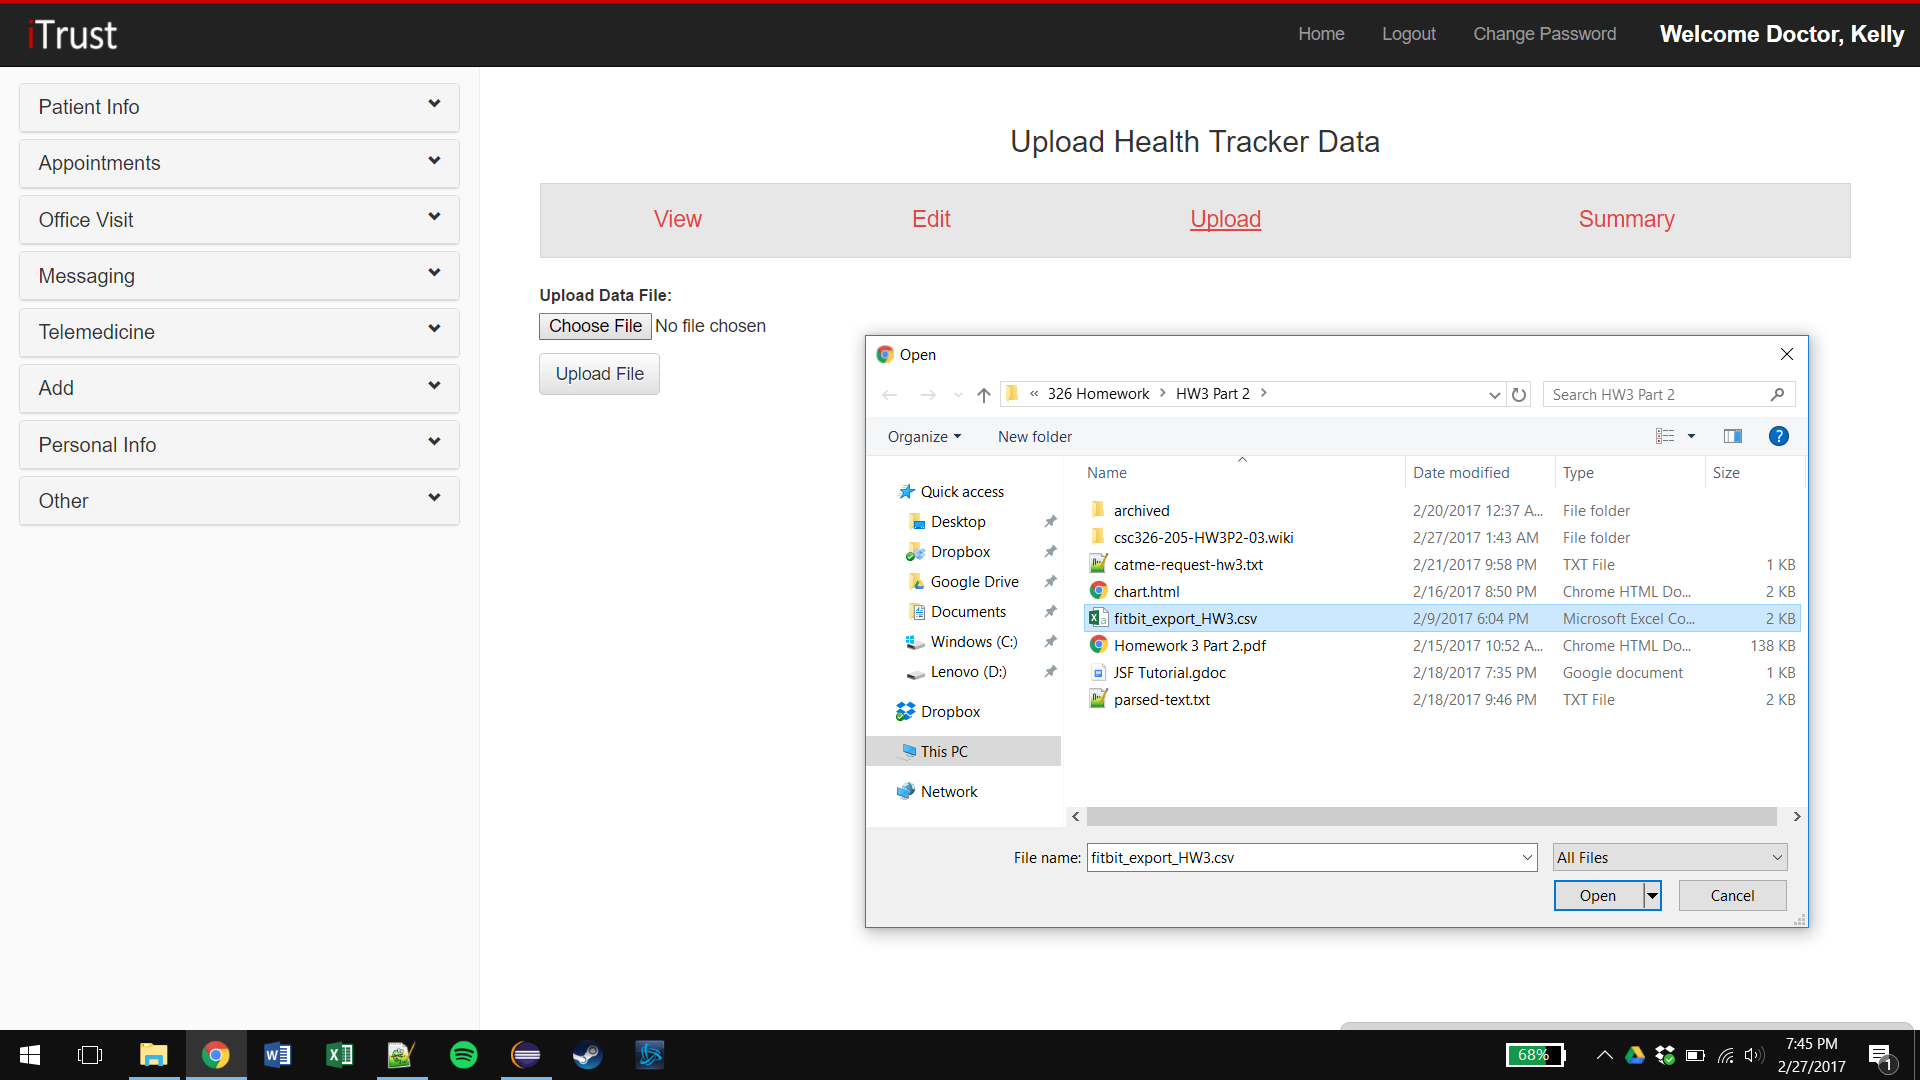 iTrust
Home Logout Change Password Welcome Doctor, Kelly
Patient Info
Appointments
Office Visit
Messaging
Telemedicine
Add
Personal Info
Other
Upload Health Tracker Data
View Edit Upload Summary
Upload Data File:
Choose File No file chosen
Upload File
Open
« 326 Homework > HW3 Part 2 >
Search HW3 Part 2
Organize New folder
Quick access
Desktop
Dropbox
Google Drive
Documents
Windows (C:)
Lenovo (D:)
Dropbox
This PC
Network
Name Date modified Type Size
archived 2/20/2017 12:37 A... File folder
csc326-205-HW3P2-03.wiki 2/27/2017 1:43 AM File folder
catme-request-hw3.txt 2/21/2017 9:58 PM TXT File 1 KB
chart.html 2/16/2017 8:50 PM Chrome HTML Do... 2 KB
fitbit_export_HW3.csv 2/9/2017 6:04 PM Microsoft Excel Co... 2 KB
Homework 3 Part 2.pdf 2/15/2017 10:52 A... Chrome HTML Do... 138 KB
JSF Tutorial.gdoc 2/18/2017 7:35 PM Google document 1 KB
parsed-text.txt 2/18/2017 9:46 PM TXT File 2 KB
File name: fitbit_export_HW3.csv All Files
Open Cancel
68%
7:45 PM
2/27/2017
1